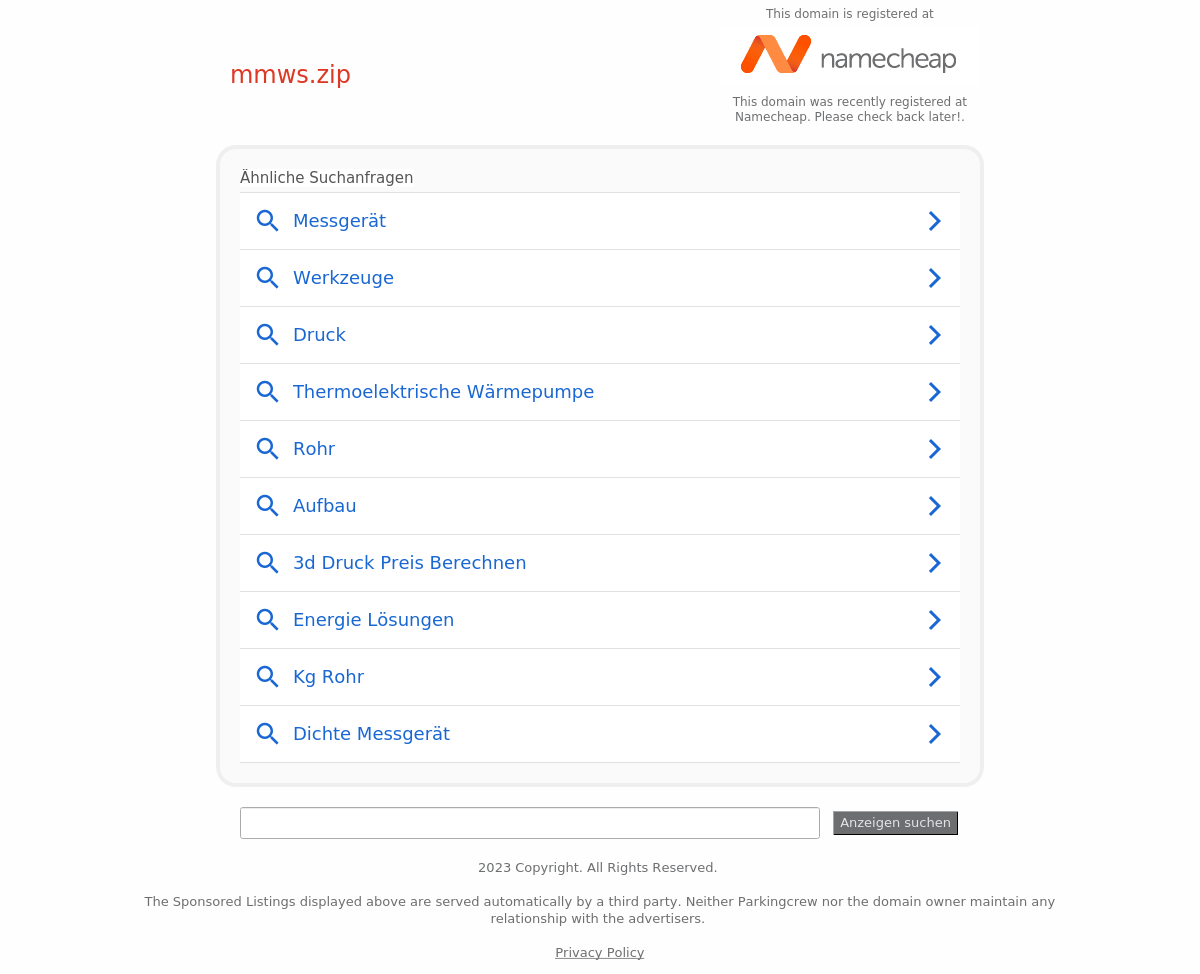 This domain is registered at
namecheap
mmws.zip
This domain was recently registered at
Namecheap. Please check back later!.
Ähnliche Suchanfragen
Messgerät
Werkzeuge
Druck
Thermoelektrische Wärmepumpe
Rohr
Aufbau
3d Druck Preis Berechnen
Energie Lösungen
Kg Rohr
Dichte Messgerät
Anzeigen suchen
2023 Copyright. All Rights Reserved.
The Sponsored Listings displayed above are served automatically by a third party. Neither Parkingcrew nor the domain owner maintain any
relationship with the advertisers.
Privacy Policy